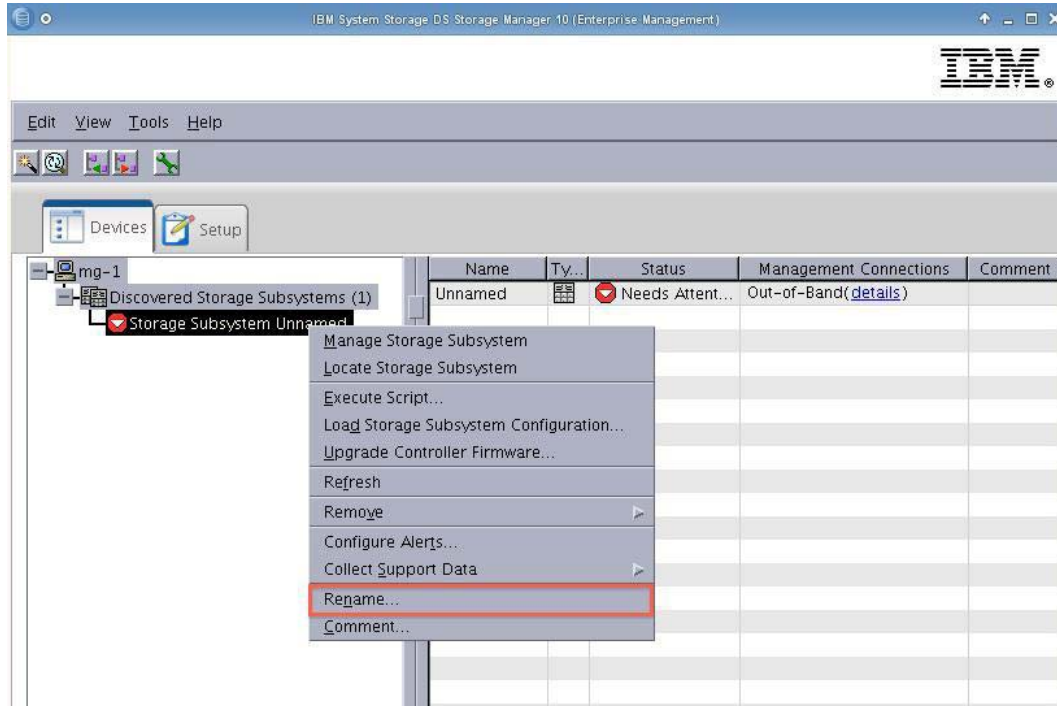 IBM System Storage DS Storage Manager 10 (Enterprise Management)
IBM®
Edit View Tools Help
Devices Setup
mg-1
Discovered Storage Subsystems (1)
Storage Subsystem Unnamed
Name Ty... Status Management Connections Comment
Unnamed Needs Attent... Out-of-Band(details)
Manage Storage Subsystem
Locate Storage Subsystem
Execute Script...
Load Storage Subsystem Configuration...
Upgrade Controller Firmware...
Refresh
Remove
Configure Alerts...
Collect Support Data
Rename...
Comment...